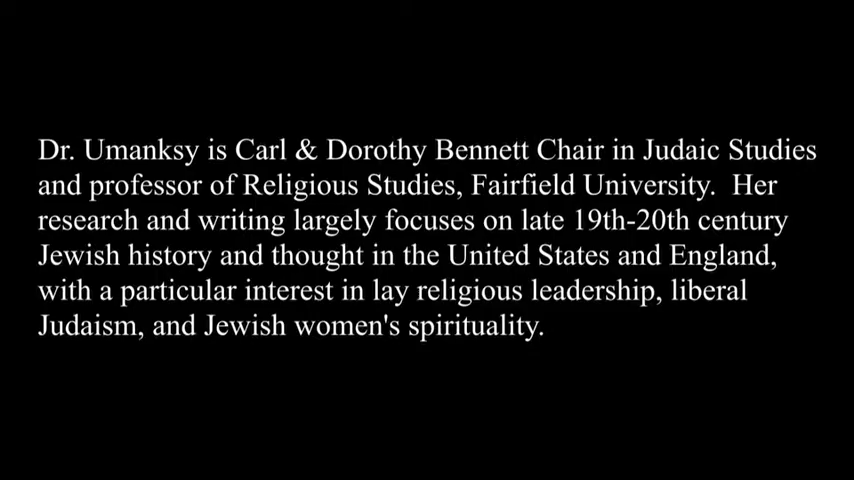 Dr. Umanksy is Carl & Dorothy Bennett Chair in Judaic Studies
and professor of Religious Studies, Fairfield University.  Her
research and writing largely focuses on late 19th-20th century
Jewish history and thought in the United States and England,
with a particular interest in lay religious leadership, liberal
Judaism, and Jewish women's spirituality.